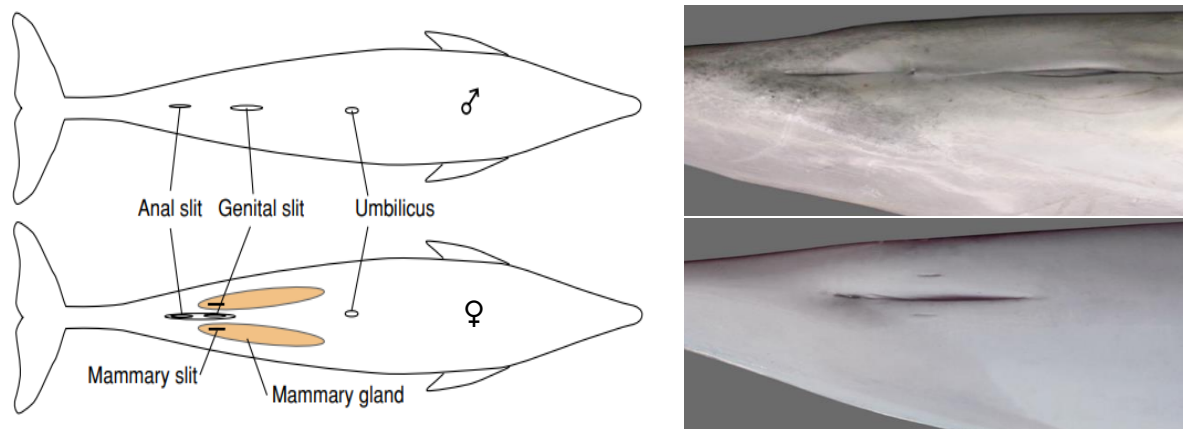 ♂
Anal slit
Genital slit
Umbilicus
♀
Mammary slit
Mammary gland